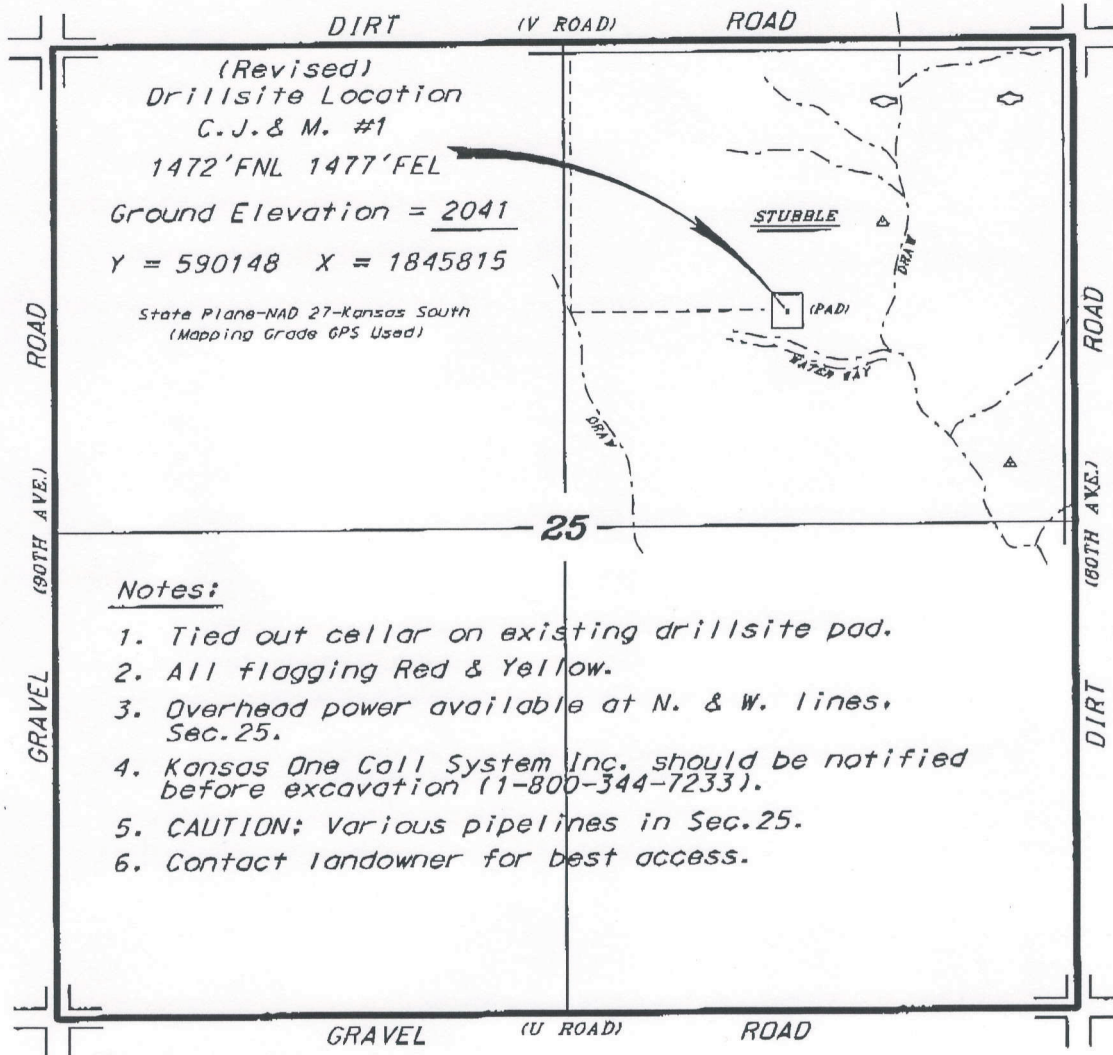 DIRT (V ROAD) ROAD
(Revised)
Drillsite Location
C.J.& M. #1
1472'FNL 1477'FEL
Ground Elevation = 2041
Y = 590148 X = 1845815
State Plane-NAD 27-Kansas South
(Mapping Grade GPS Used)
STUBBLE
DRAW
(PAD)
WATER WAY
DRAW
GRAVEL (90TH AVE.) ROAD
DIRT (80TH AVE.) ROAD
25
Notes:
1. Tied out cellar on existing drillsite pad.
2. All flagging Red & Yellow.
3. Overhead power available at N. & W. lines,
Sec.25.
4. Kansas One Call System Inc. should be notified
before excavation (1-800-344-7233).
5. CAUTION: Various pipelines in Sec.25.
6. Contact landowner for best access.
GRAVEL (U ROAD) ROAD